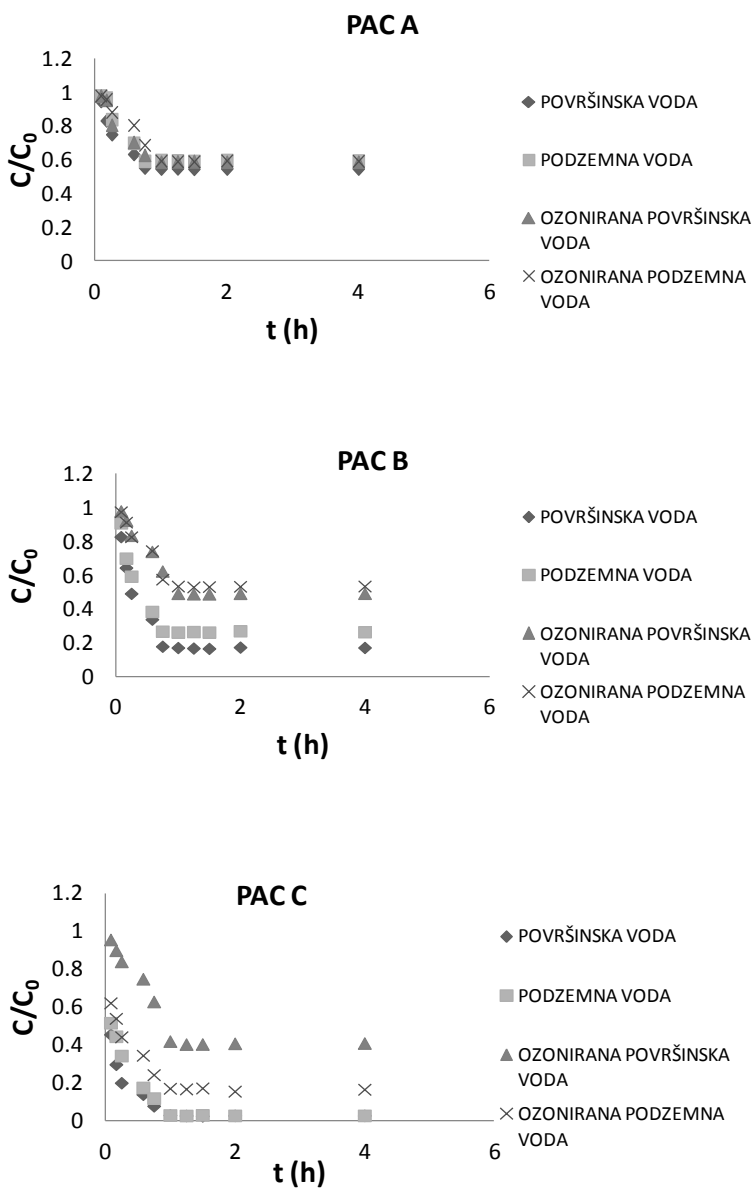 PAC A
1.2
1
0.8
0.6
0.4
0.2
0
C/C₀
0 2 4 6
t (h)
POVRŠINSKA VODA
PODZEMNA VODA
OZONIRANA POVRŠINSKA
VODA
OZONIRANA PODZEMNA
VODA
PAC B
1.2
1
0.8
0.6
0.4
0.2
0
C/C₀
0 2 4 6
t (h)
POVRŠINSKA VODA
PODZEMNA VODA
OZONIRANA POVRŠINSKA
VODA
OZONIRANA PODZEMNA
VODA
PAC C
1.2
1
0.8
0.6
0.4
0.2
0
C/C₀
0 2 4 6
t (h)
POVRŠINSKA VODA
PODZEMNA VODA
OZONIRANA POVRŠINSKA
VODA
OZONIRANA PODZEMNA
VODA